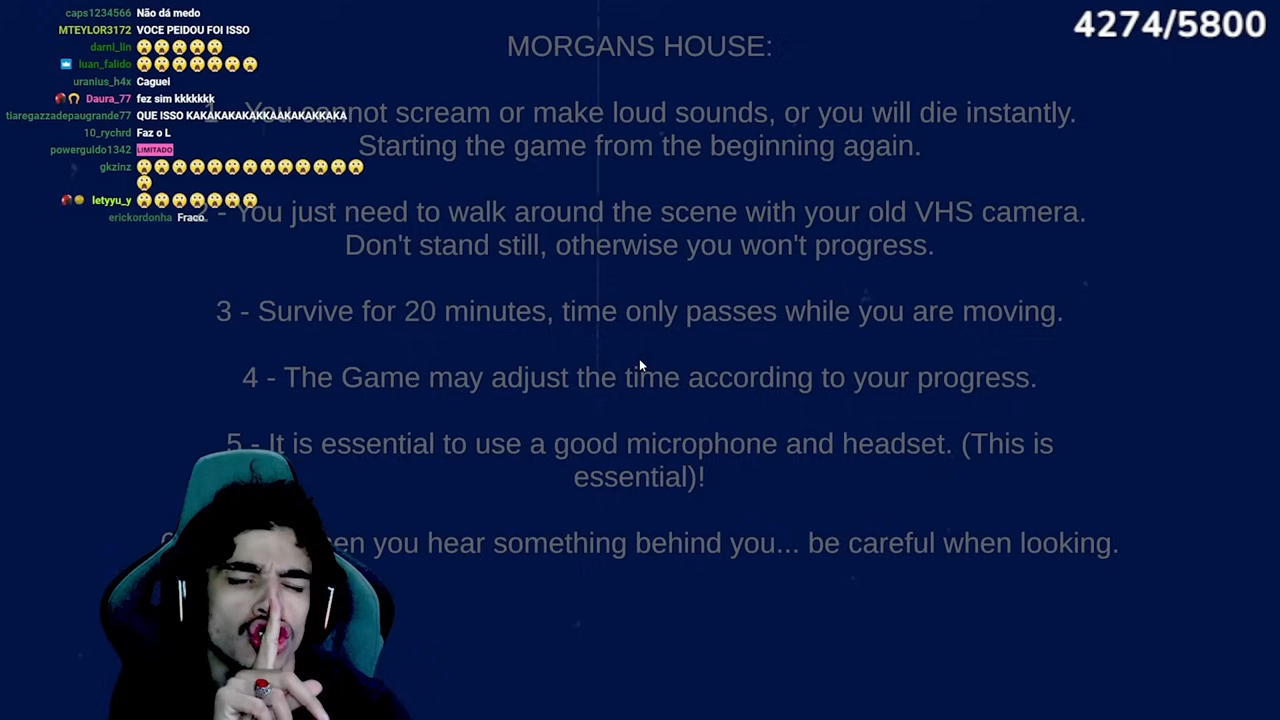 caps1234566 Não dá medo
MTEYLOR3172 VOCE PEIDOU FOI ISSO
darni_lin
luan_falido
uranius_h4x Caguei
Daura_77 fez sim kkkkkkk
tiaregazzadepaugrande77 QUE ISSO KAKAKAKAKAKKAAKAKAKKAKA
10_rychrd Faz o L
powerguido1342 LIMITADO
gkzinz
letyyu_y
erickordonha Fraco
4274/5800
MORGANS HOUSE:
1 - You cannot scream or make loud sounds, or you will die instantly.
Starting the game from the beginning again.
- You just need to walk around the scene with your old VHS camera.
Don't stand still, otherwise you won't progress.
3 - Survive for 20 minutes, time only passes while you are moving.
4 - The Game may adjust the time according to your progress.
5 - It is essential to use a good microphone and headset. (This is
essential)!
you hear something behind you... be careful when looking.